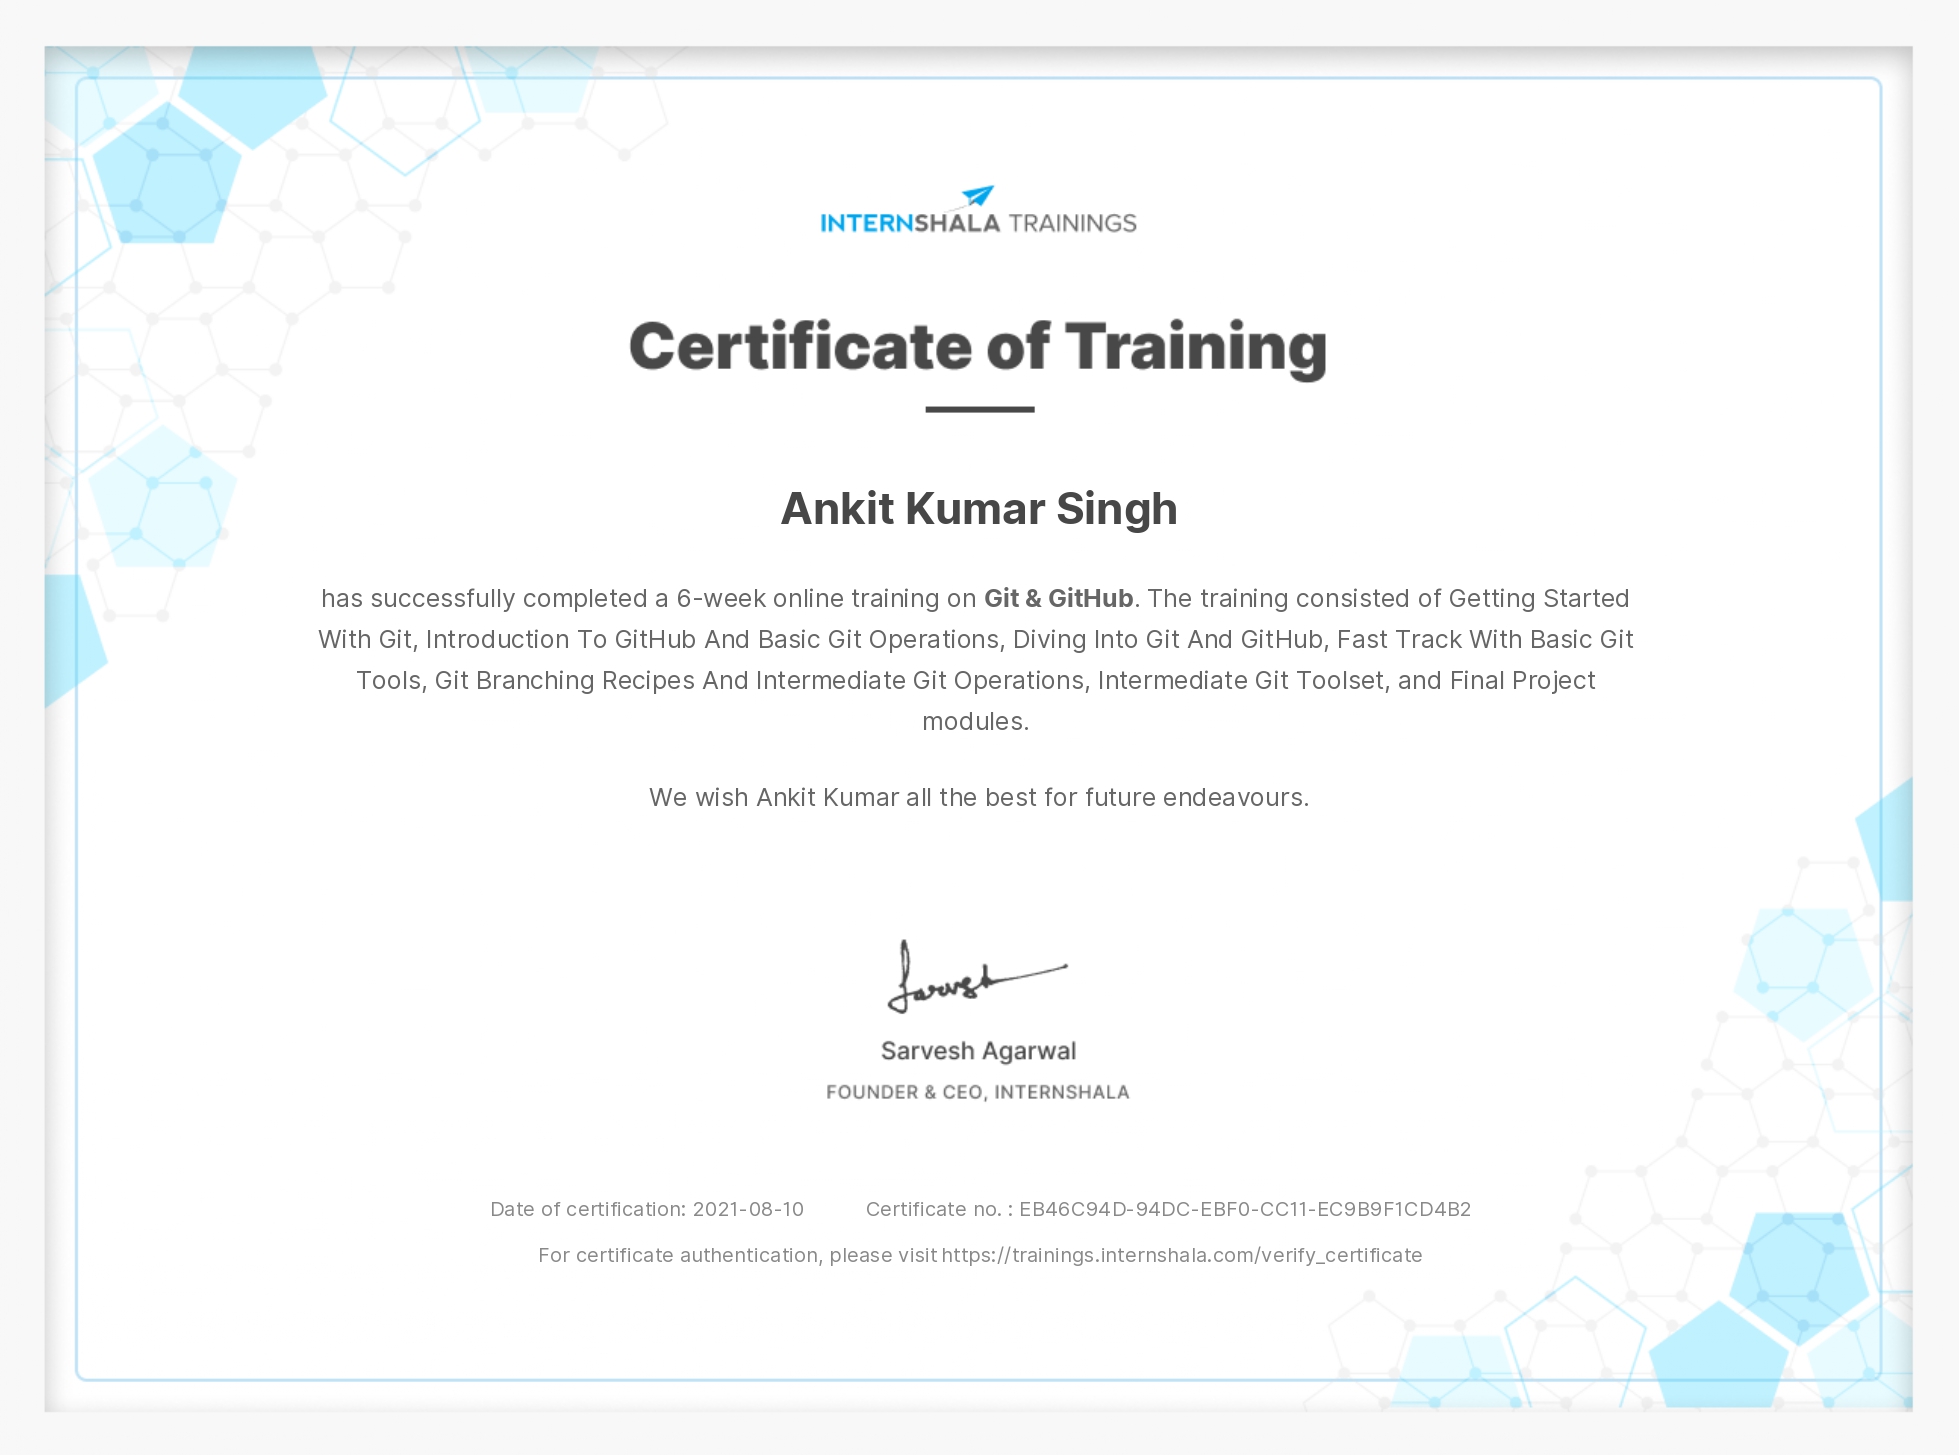 INTERNSHALA TRAININGS
Certificate of Training
Ankit Kumar Singh
has successfully completed a 6-week online training on Git & GitHub. The training consisted of Getting Started
With Git, Introduction To GitHub And Basic Git Operations, Diving Into Git And GitHub, Fast Track With Basic Git
Tools, Git Branching Recipes And Intermediate Git Operations, Intermediate Git Toolset, and Final Project
modules.
We wish Ankit Kumar all the best for future endeavours.
Sarvesh Agarwal
FOUNDER & CEO, INTERNSHALA
Date of certification: 2021-08-10 Certificate no. : EB46C94D-94DC-EBF0-CC11-EC9B9F1CD4B2
For certificate authentication, please visit https://trainings.internshala.com/verify_certificate